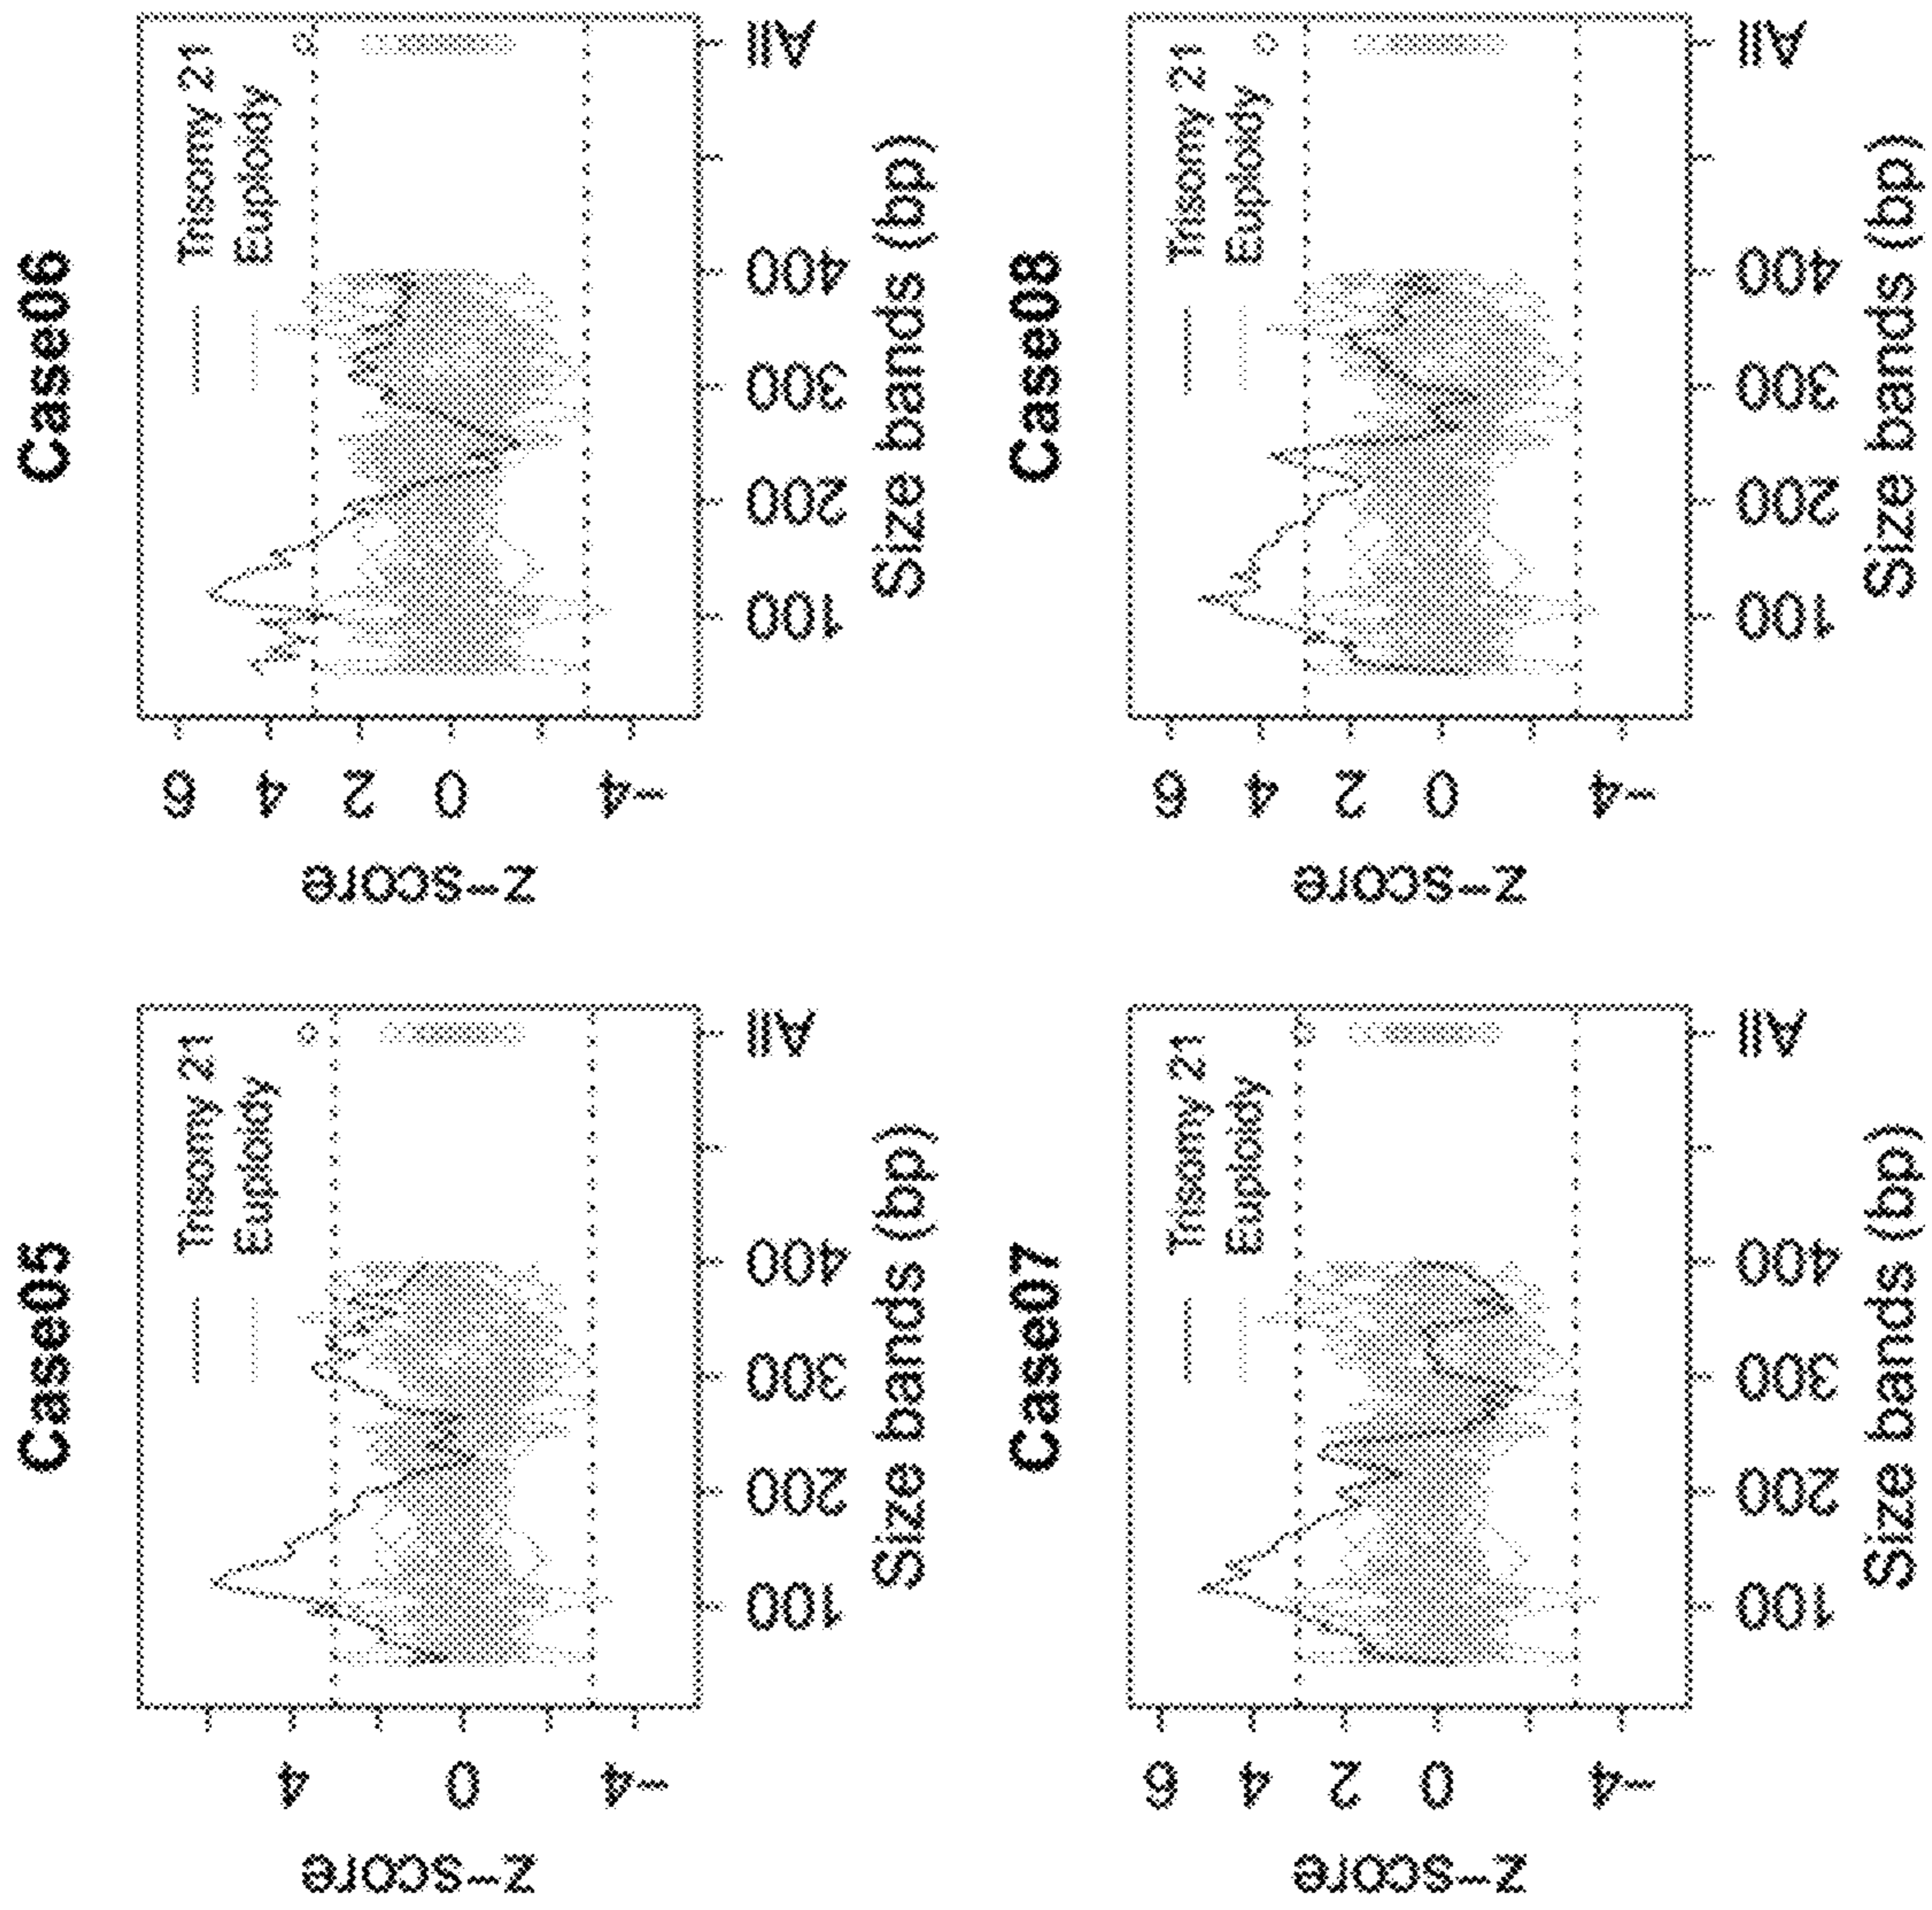 Case05
Trisomy 21
Euploidy
z-score
4
0
-4
100
200
300
400
All
Size bands (bp)
Case06
Trisomy 21
Euploidy
z-score
6
4
2
0
-4
100
200
300
400
All
Size bands (bp)
Case07
Trisomy 21
Euploidy
z-score
6
4
2
0
-4
100
200
300
400
All
Size bands (bp)
Case08
Trisomy 21
Euploidy
z-score
6
4
2
0
-4
100
200
300
400
All
Size bands (bp)